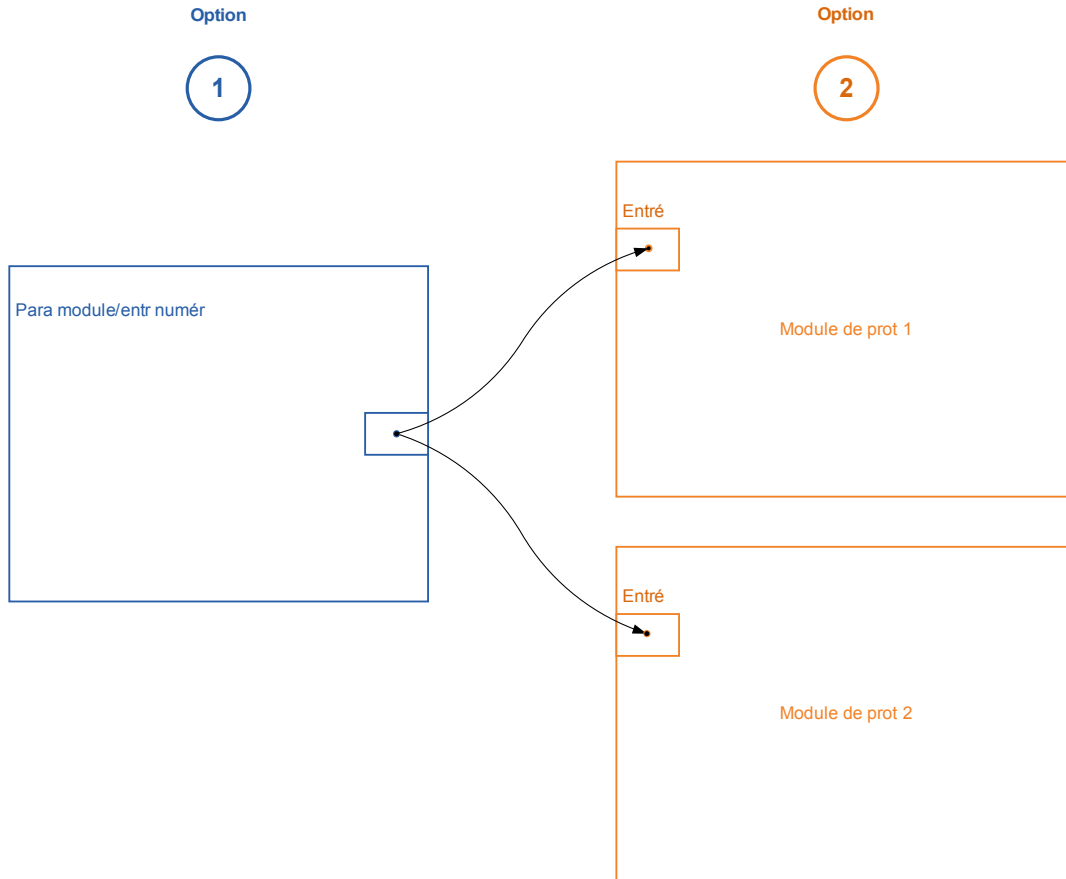 Option
Option
1
2
Entré
Para module/entr numér
Module de prot 1
Entré
Module de prot 2